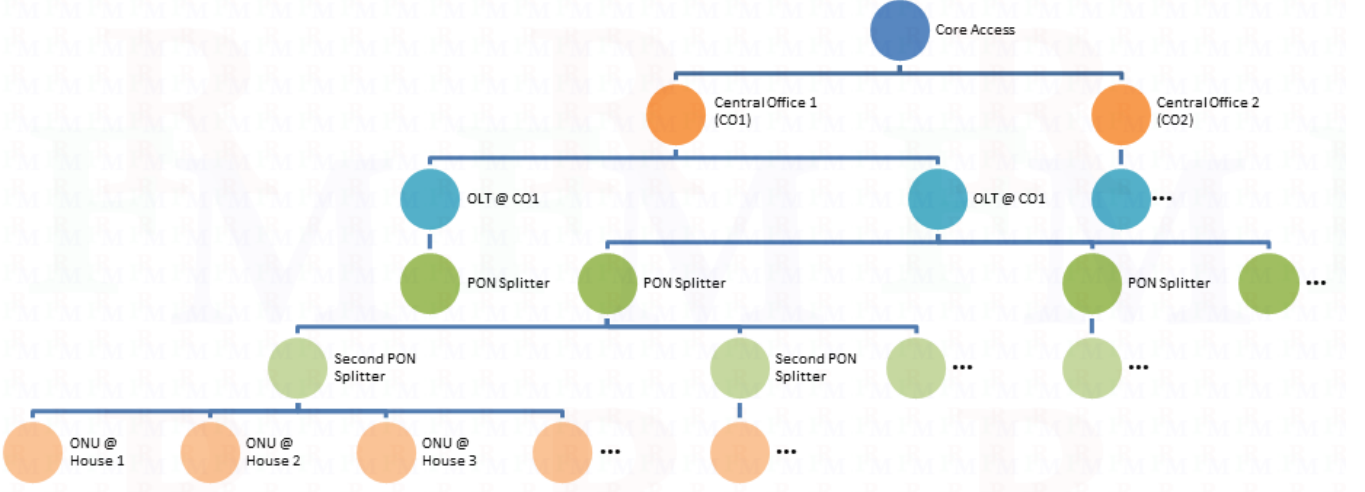 Core Access
Central Office 1
(CO1)
Central Office 2
(CO2)
OLT @ CO1
OLT @ CO1
•••
PON Splitter
PON Splitter
PON Splitter
•••
Second PON
Splitter
Second PON
Splitter
•••
•••
ONU @
House 1
ONU @
House 2
ONU @
House 3
•••
•••